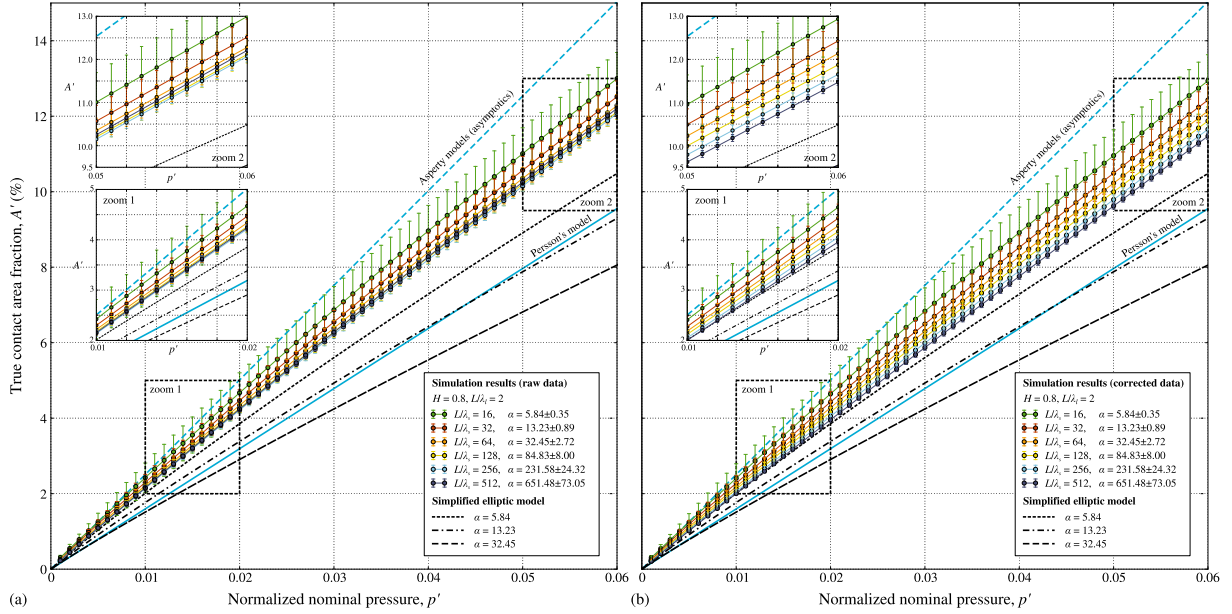 True contact area fraction, A′ (%)
14
12
10
8
6
4
2
0
0
0.01
0.02
0.03
0.04
0.05
0.06
Normalized nominal pressure, p′
(a)
13.0
12.0
A′
11.0
10.0
9.5
0.05
p′
0.06
zoom 2
5
zoom 1
4
A′
3
2
0.01
p′
0.02
zoom 1
Asperty models (asymptotics)
zoom 2
Persson's model
Simulation results (raw data)
H = 0.8, L/λl = 2
L/λs = 16, α = 5.84±0.35
L/λs = 32, α = 13.23±0.89
L/λs = 64, α = 32.45±2.72
L/λs = 128, α = 84.83±8.00
L/λs = 256, α = 231.58±24.32
L/λs = 512, α = 651.48±73.05
Simplified elliptic model
α = 5.84
α = 13.23
α = 32.45
0
0.01
0.02
0.03
0.04
0.05
0.06
Normalized nominal pressure, p′
(b)
13.0
12.0
A′
11.0
10.0
9.5
0.05
p′
0.06
zoom 2
5
zoom 1
4
A′
3
2
0.01
p′
0.02
zoom 1
Asperty models (asymptotics)
zoom 2
Persson's model
Simulation results (corrected data)
H = 0.8, L/λl = 2
L/λs = 16, α = 5.84±0.35
L/λs = 32, α = 13.23±0.89
L/λs = 64, α = 32.45±2.72
L/λs = 128, α = 84.83±8.00
L/λs = 256, α = 231.58±24.32
L/λs = 512, α = 651.48±73.05
Simplified elliptic model
α = 5.84
α = 13.23
α = 32.45